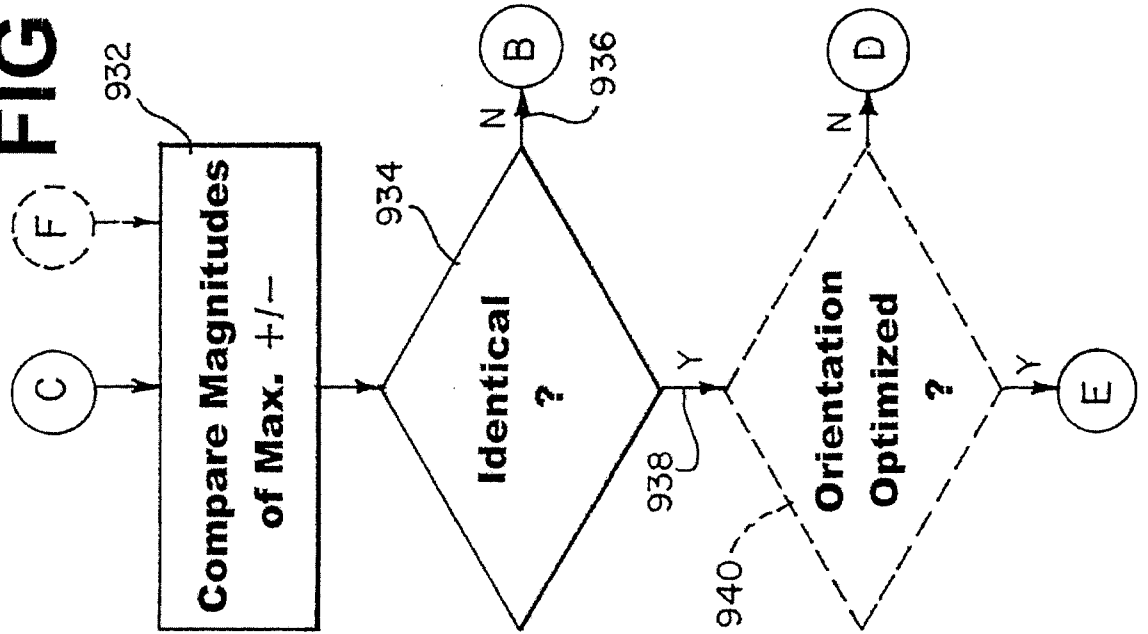 FIG
932
F
C
Compare Magnitudes
of Max. +/–
934
Identical
?
N
936
B
Y
938
940
Orientation
Optimized
?
N
D
Y
E